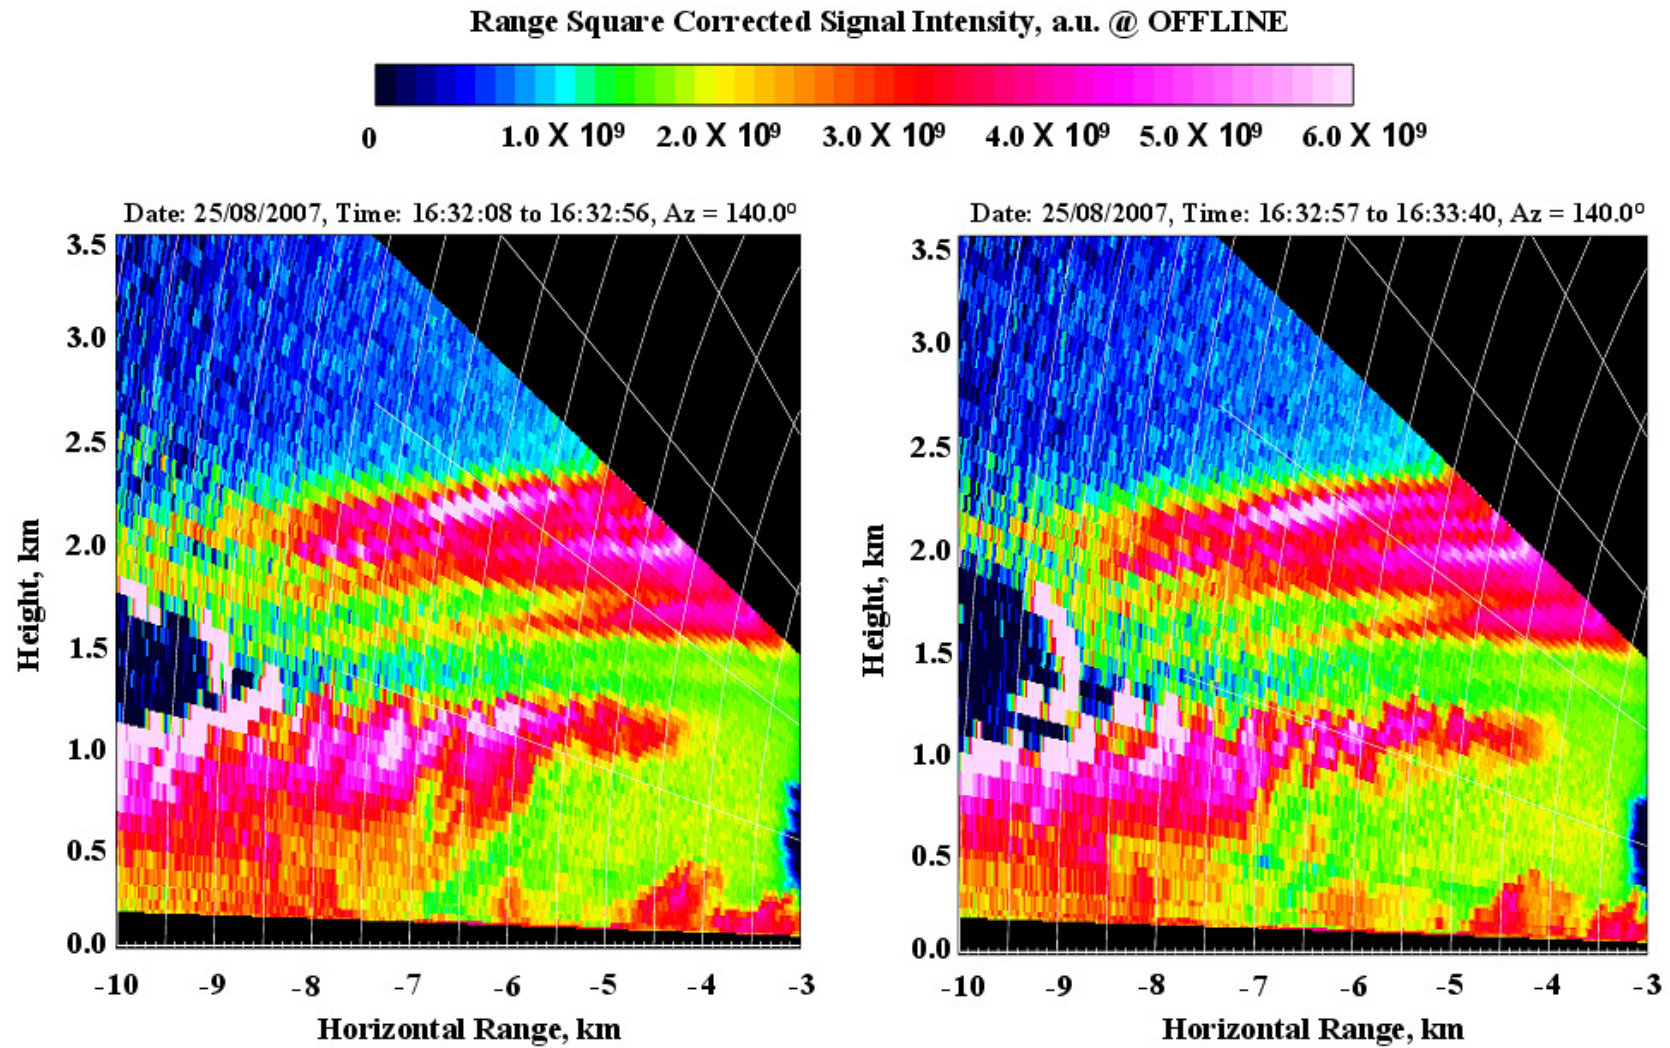 Range Square Corrected Signal Intensity, a.u. @ OFFLINE
0 1.0 X 10⁹ 2.0 X 10⁹ 3.0 X 10⁹ 4.0 X 10⁹ 5.0 X 10⁹ 6.0 X 10⁹
Date: 25/08/2007, Time: 16:32:08 to 16:32:56, Az = 140.0º
3.5
3.0
2.5
2.0
1.5
1.0
0.5
0.0
Height, km
-10 -9 -8 -7 -6 -5 -4 -3
Horizontal Range, km
Date: 25/08/2007, Time: 16:32:57 to 16:33:40, Az = 140.0º
3.5
3.0
2.5
2.0
1.5
1.0
0.5
0.0
Height, km
-10 -9 -8 -7 -6 -5 -4 -3
Horizontal Range, km